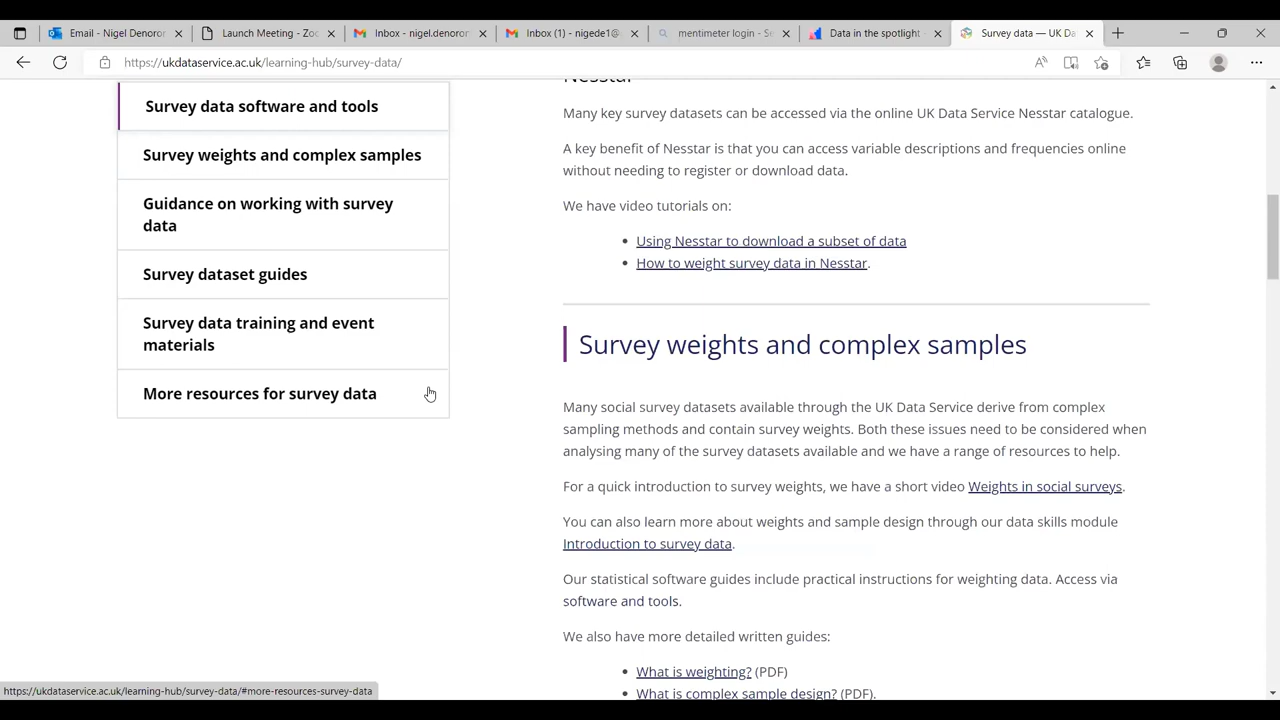 Email - Nigel Denoron
Launch Meeting - Zoo
Inbox - nigel.denoron
Inbox (1) - nigede1@
mentimeter login - Se
Data in the spotlight -
Survey data — UK Da
https://ukdataservice.ac.uk/learning-hub/survey-data/
Survey data software and tools
Survey weights and complex samples
Guidance on working with survey
data
Survey dataset guides
Survey data training and event
materials
More resources for survey data
Nesstar
Many key survey datasets can be accessed via the online UK Data Service Nesstar catalogue.
A key benefit of Nesstar is that you can access variable descriptions and frequencies online
without needing to register or download data.
We have video tutorials on:
• Using Nesstar to download a subset of data
• How to weight survey data in Nesstar.
Survey weights and complex samples
Many social survey datasets available through the UK Data Service derive from complex
sampling methods and contain survey weights. Both these issues need to be considered when
analysing many of the survey datasets available and we have a range of resources to help.
For a quick introduction to survey weights, we have a short video Weights in social surveys.
You can also learn more about weights and sample design through our data skills module
Introduction to survey data.
Our statistical software guides include practical instructions for weighting data. Access via
software and tools.
We also have more detailed written guides:
• What is weighting? (PDF)
• What is complex sample design? (PDF).
https://ukdataservice.ac.uk/learning-hub/survey-data/#more-resources-survey-data